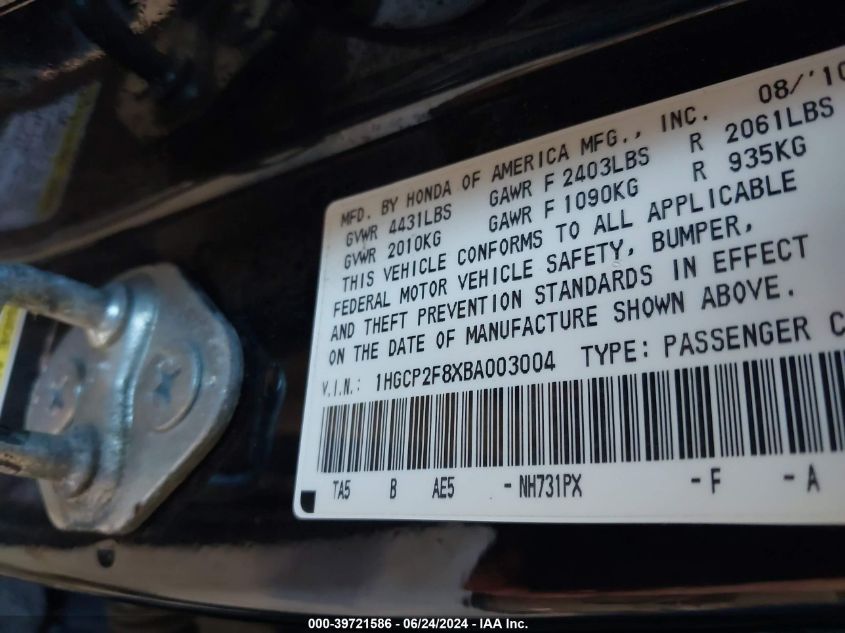 08/'10
MFD. BY HONDA OF AMERICA MFG., INC.
GVWR 4431LBS GAWR F 2403LBS R 2061LBS
GVWR 2010KG GAWR F 1090KG R 935KG
THIS VEHICLE CONFORMS TO ALL APPLICABLE
FEDERAL MOTOR VEHICLE SAFETY, BUMPER,
AND THEFT PREVENTION STANDARDS IN EFFECT
ON THE DATE OF MANUFACTURE SHOWN ABOVE.
V.I.N.: 1HGCP2F8XBA003004 TYPE: PASSENGER C
TA5 B AE5 - NH731PX - F - A
000-39721586 - 06/24/2024 - IAA Inc.